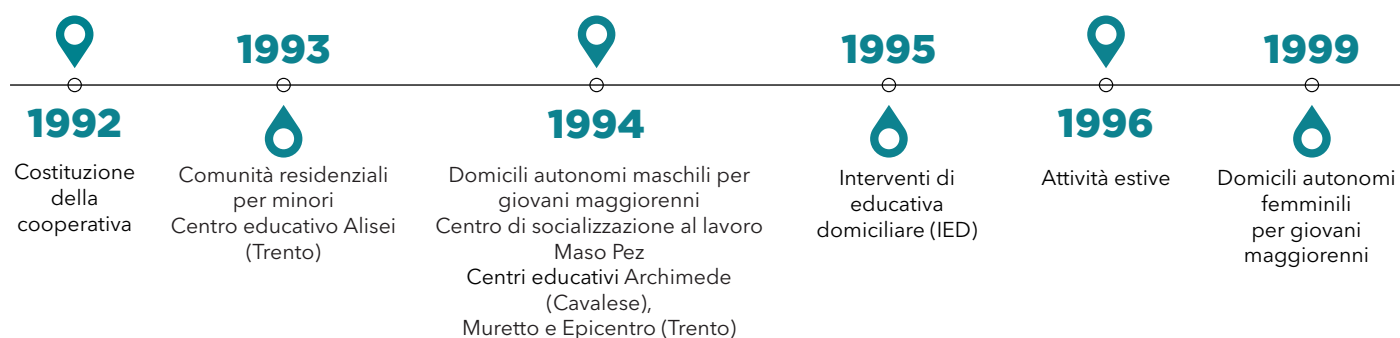 1992
Costituzione
della
cooperativa
1993
Comunità residenziali
per minori
Centro educativo Alisei
(Trento)
1994
Domicili autonomi maschili per
giovani maggiorenni
Centro di socializzazione al lavoro
Maso Pez
Centri educativi Archimede
(Cavalese),
Muretto e Epicentro (Trento)
1995
Interventi di
educativa
domiciliare (IED)
1996
Attività estive
1999
Domicili autonomi
femminili
per giovani
maggiorenni